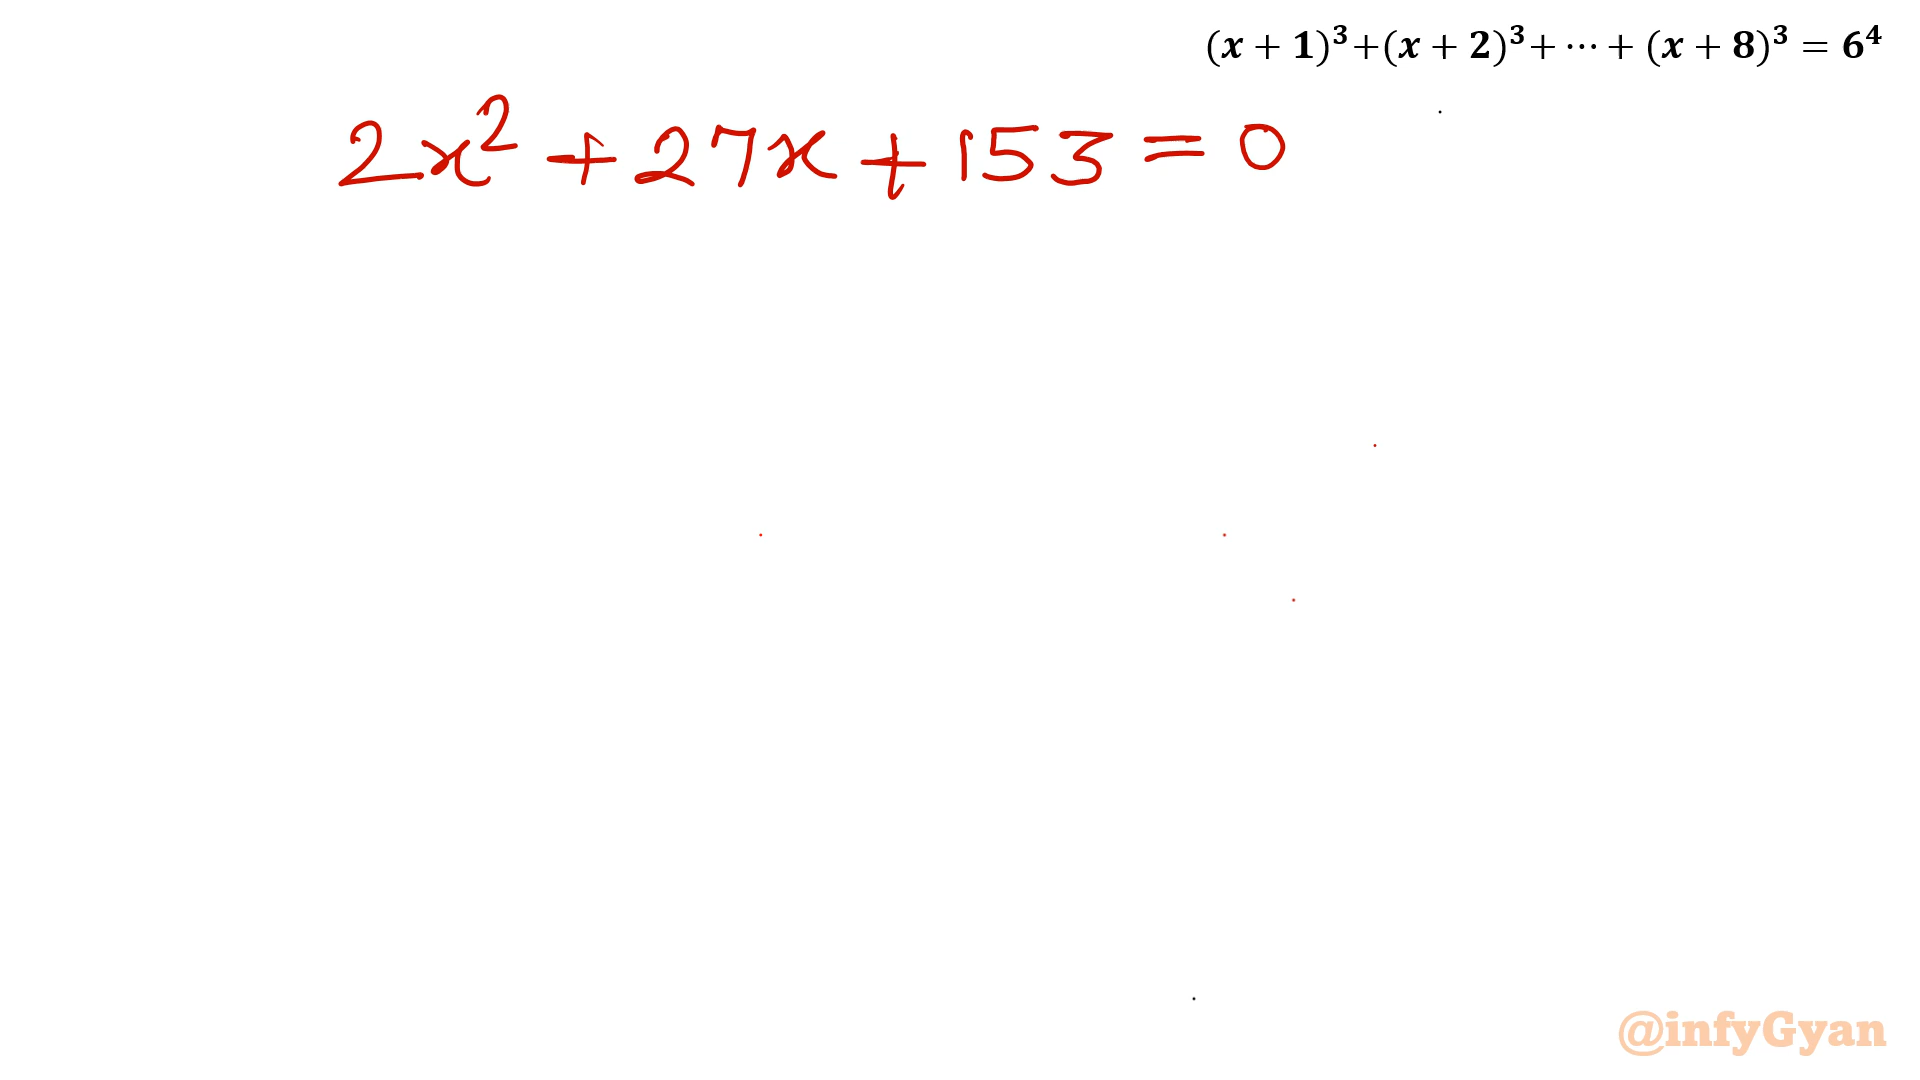 (x + 1)³+(x + 2)³+ ⋯ + (x + 8)³ = 6⁴
2x² + 27x + 153 = 0
@infyGyan